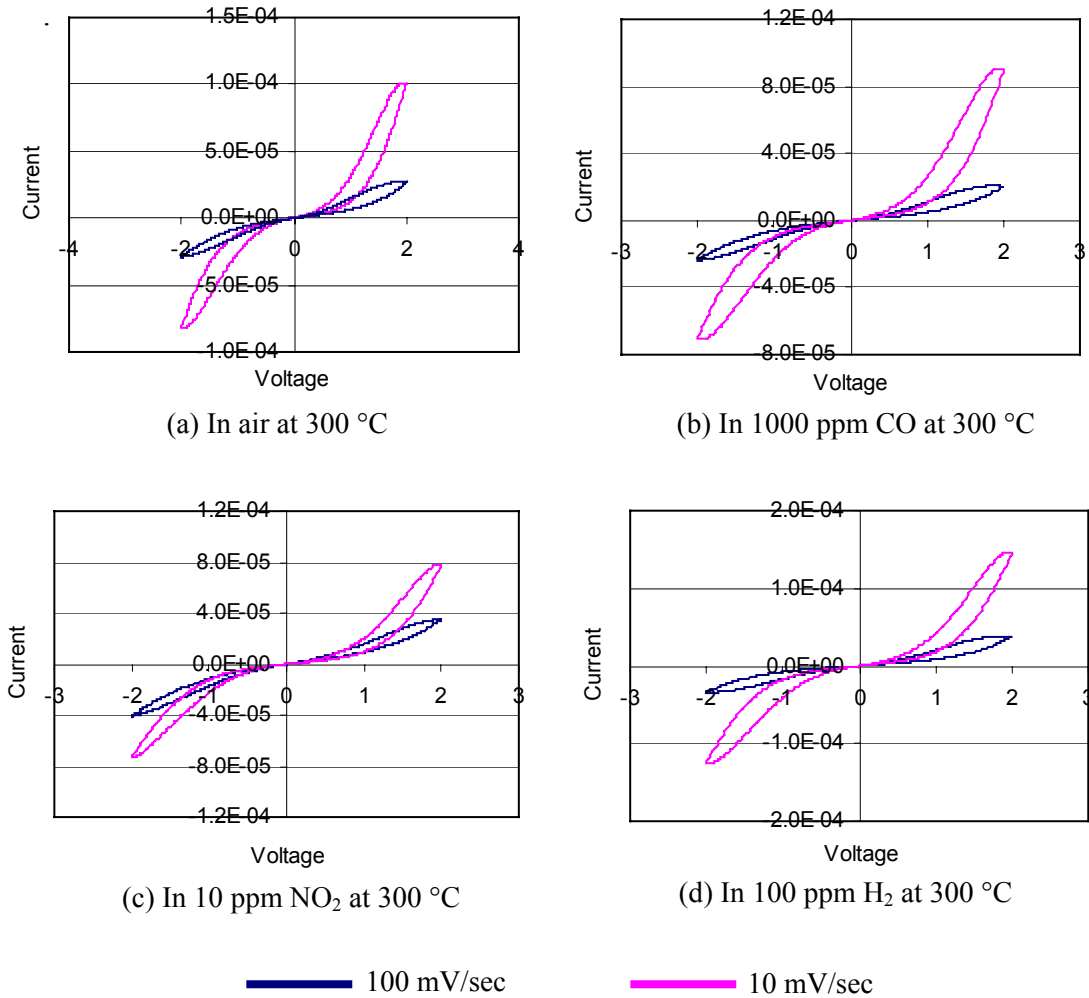 1.5E-04
1.0E-04
5.0E-05
0.0E+00
-5.0E-05
-1.0E-04
-4 -2 0 2 4
Current
Voltage
(a) In air at 300 °C
1.2E-04
8.0E-05
4.0E-05
0.0E+00
-4.0E-05
-8.0E-05
-3 -2 -1 0 1 2 3
Current
Voltage
(b) In 1000 ppm CO at 300 °C
1.2E-04
8.0E-05
4.0E-05
0.0E+00
-4.0E-05
-8.0E-05
-1.2E-04
-3 -2 -1 0 1 2 3
Current
Voltage
(c) In 10 ppm NO₂ at 300 °C
2.0E-04
1.0E-04
0.0E+00
-1.0E-04
-2.0E-04
-3 -2 -1 0 1 2 3
Current
Voltage
(d) In 100 ppm H₂ at 300 °C
100 mV/sec
10 mV/sec